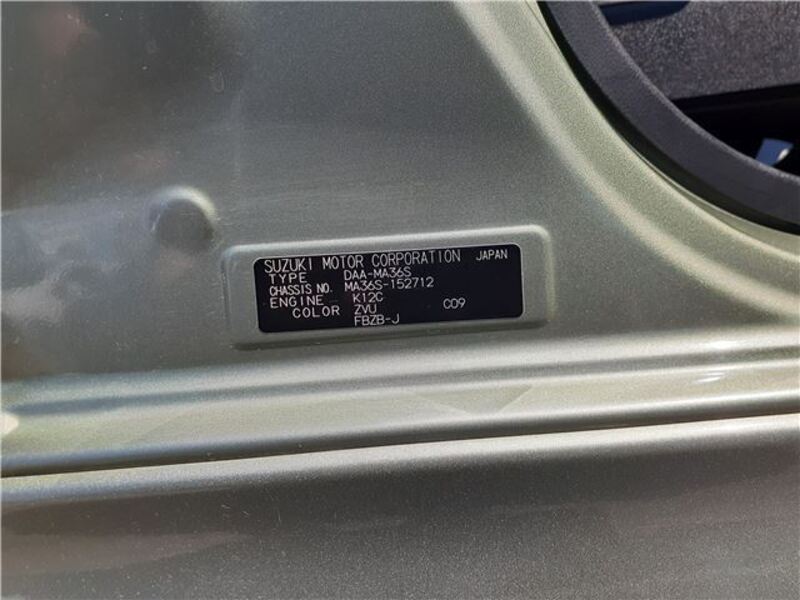 SUZUKI MOTOR CORPORATION JAPAN
TYPE DAA-MA36S
CHASSIS NO. MA36S-152712
ENGINE K12C
COLOR ZVU C09
FBZB-J